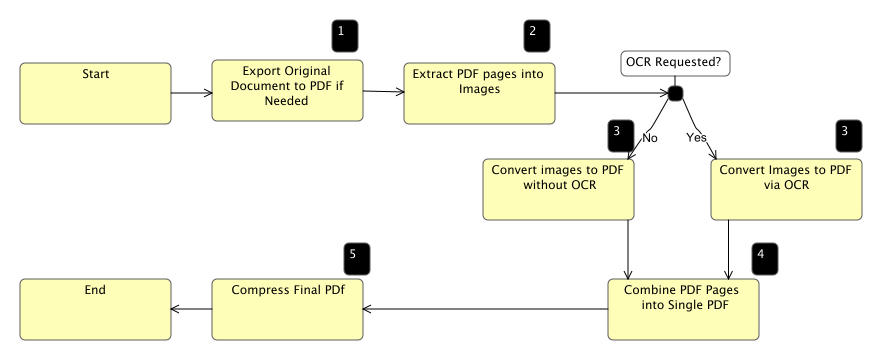 1
2
OCR Requested?
Start
Export Original
Document to PDF if
Needed
Extract PDF pages into
Images
No
Yes
3
3
Convert images to PDF
without OCR
Convert Images to PDF
via OCR
5
4
End
Compress Final PDf
Combine PDF Pages
into Single PDF